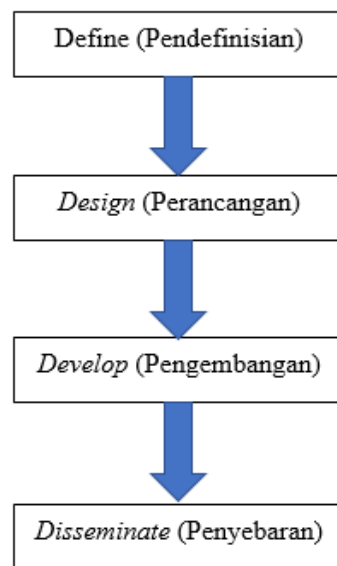 Define (Pendefinisian)
Design (Perancangan)
Develop (Pengembangan)
Disseminate (Penyebaran)